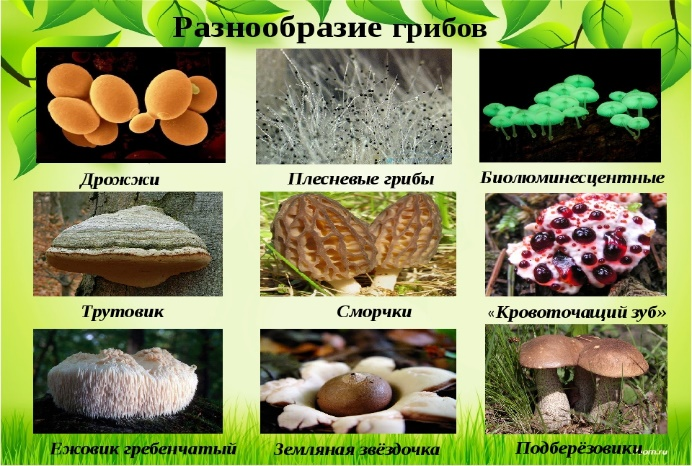 Разнообразие грибов
Дрожжи Плесневые грибы Биолюминесцентные
Трутовик Сморчки «Кровоточащий зуб»
Ежовик гребенчатый Земляная звёздочка Подберёзовики